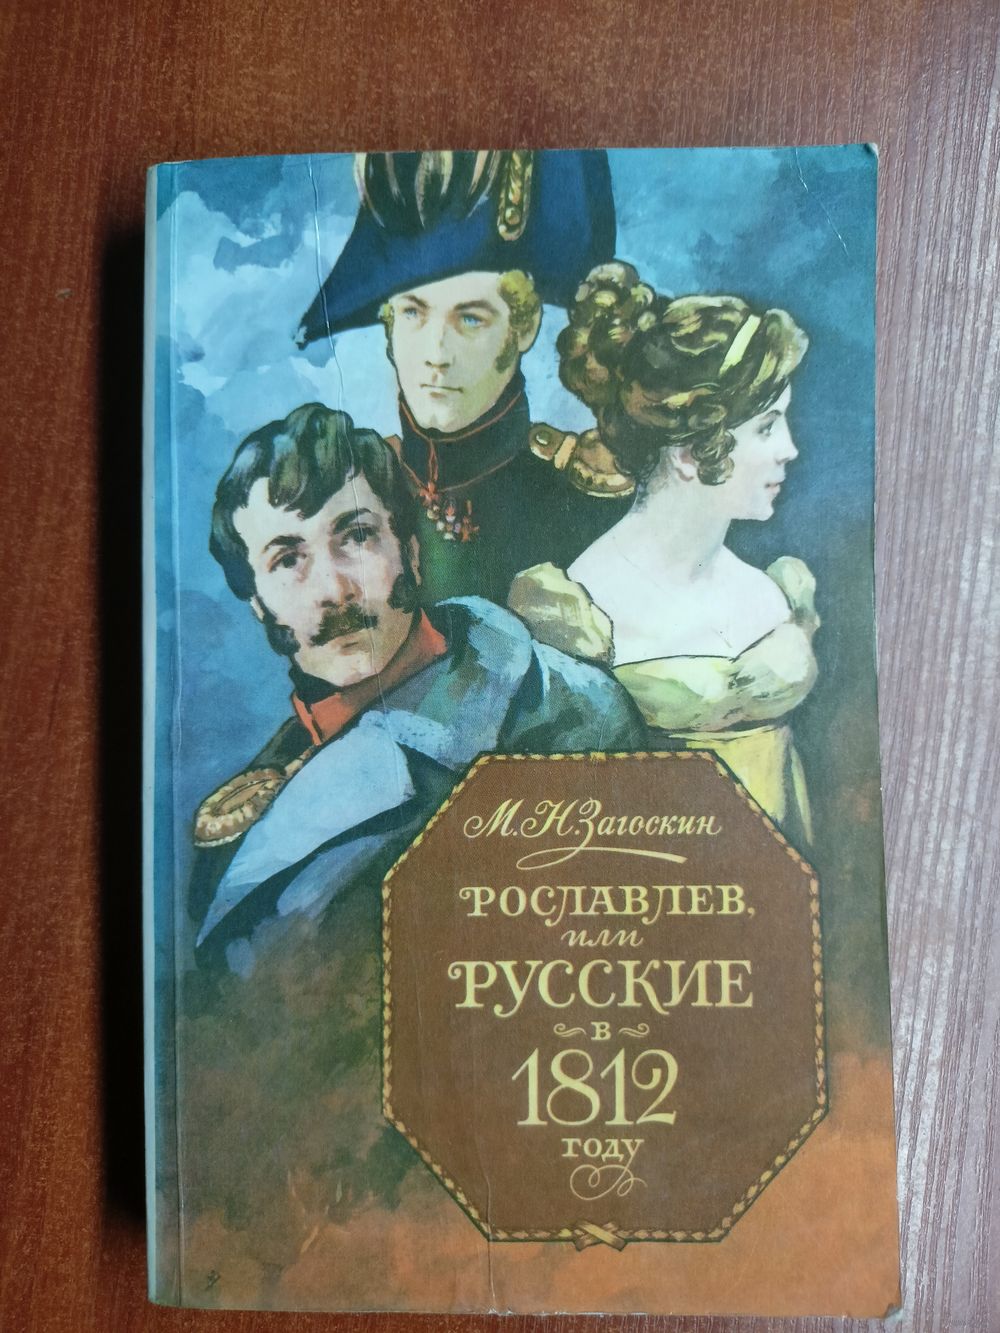 М.Н.Загоскин
РОСЛАВЛЕВ,
или
РУССКИЕ
в
1812
году